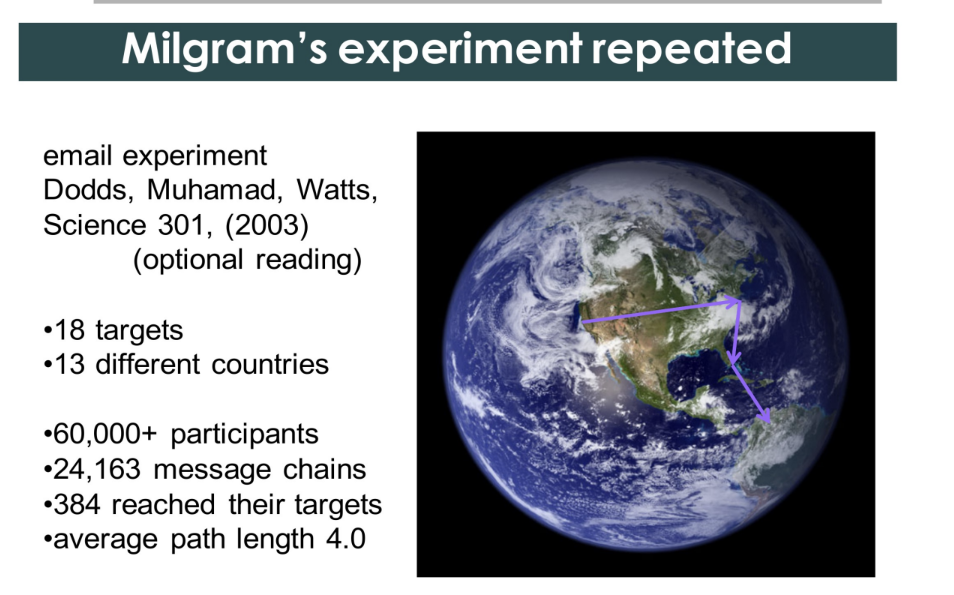 Milgram’s experiment repeated
email experiment
Dodds, Muhamad, Watts,
Science 301, (2003)
(optional reading)
•18 targets
•13 different countries
•60,000+ participants
•24,163 message chains
•384 reached their targets
•average path length 4.0